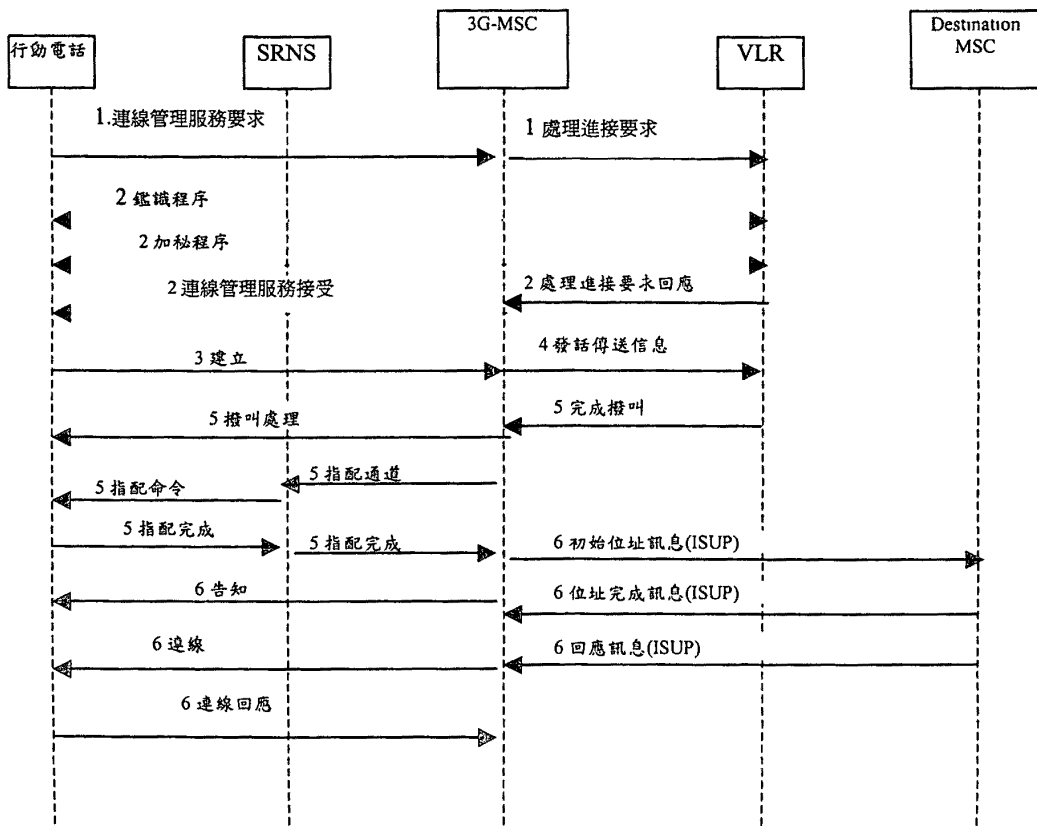 行動電話
SRNS
3G-MSC
VLR
Destination
MSC
1.連線管理服務要求
1 處理進接要求
2 鑑識程序
2 加秘程序
2 連線管理服務接受
2 處理進接要求回應
3 建立
4 發話傳送信息
5 撥叫處理
5 完成撥叫
5 指配通道
5 指配命令
5 指配完成
5 指配完成
6 初始位址訊息(ISUP)
6 告知
6 位址完成訊息(ISUP)
6 連線
6 回應訊息(ISUP)
6 連線回應